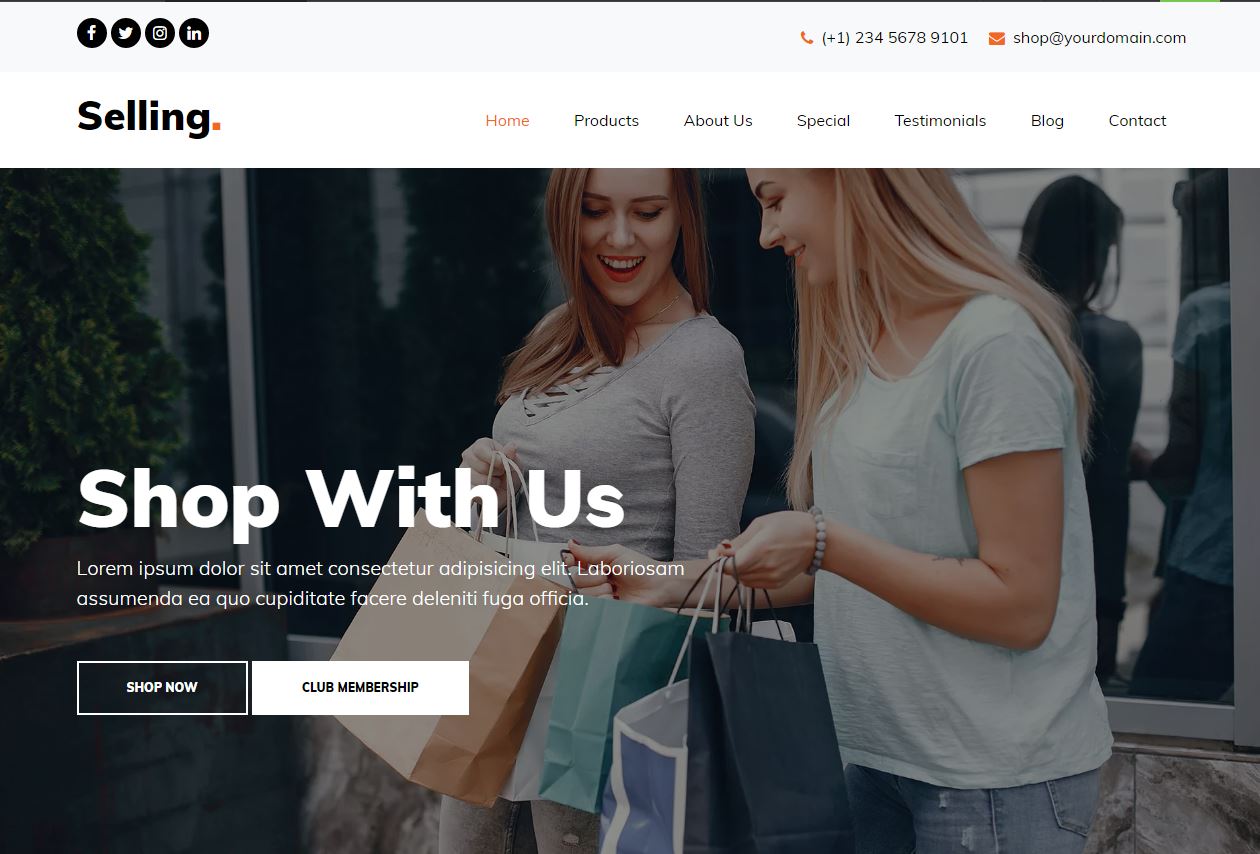 (+1) 234 5678 9101 shop@yourdomain.com
Selling.
Home Products About Us Special Testimonials Blog Contact
Shop With Us
Lorem ipsum dolor sit amet consectetur adipisicing elit. Laboriosam
assumenda ea quo cupiditate facere deleniti fuga officia.
SHOP NOW CLUB MEMBERSHIP